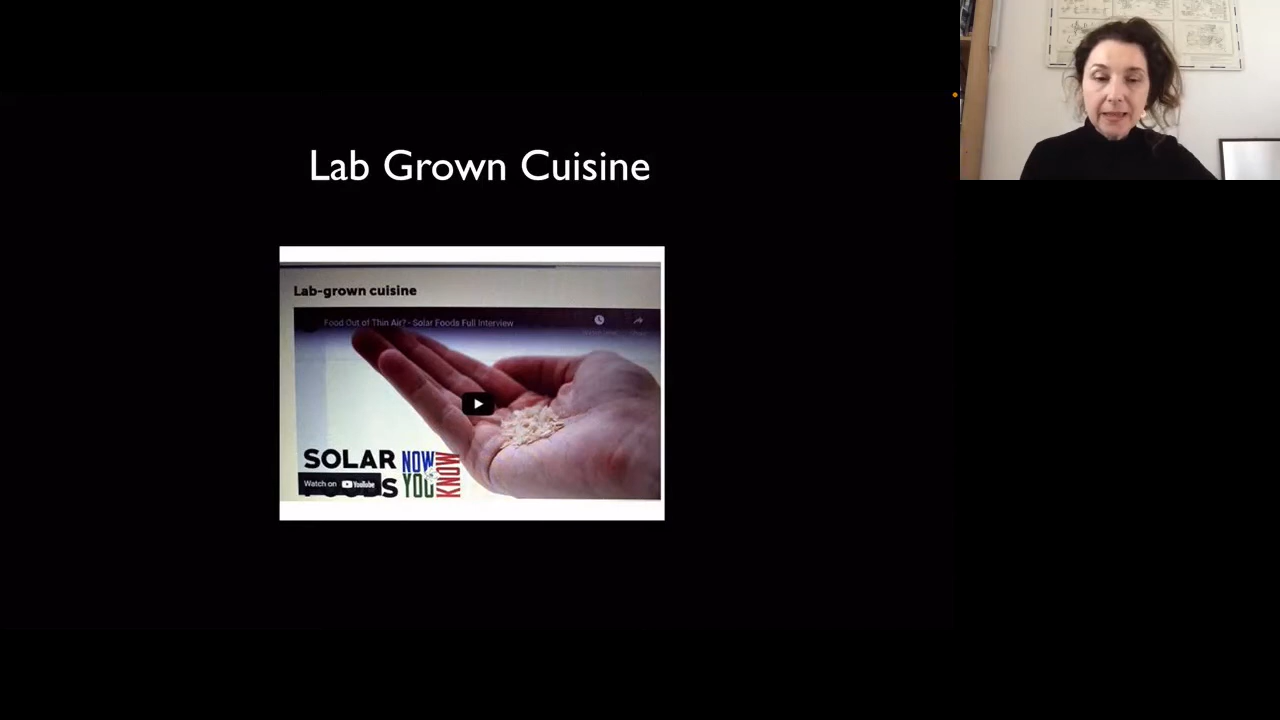 Lab Grown Cuisine
Lab-grown cuisine
Food Out of Thin Air? - Solar Foods Full Interview
SOLAR NOW
YOU KNOW
Watch on YouTube